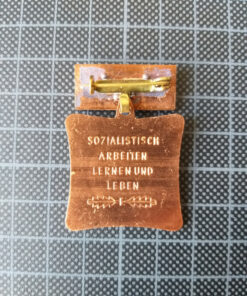 SOZIALISTISCH
ARBEITEN
LERNEN UND
LEBEN